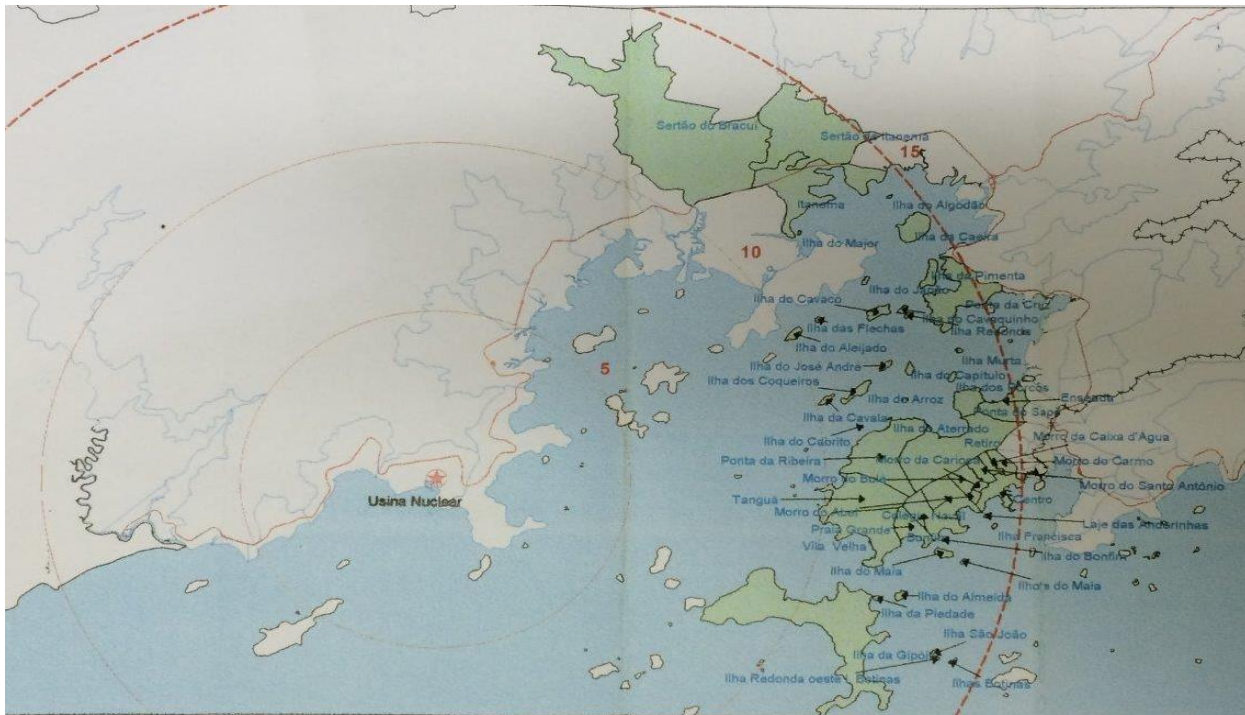 Sertão do Bracuí
Sertão de Itanema
15
Itanema
Ilha do Algodão
Ilha do Major
Ilha da Caeira
10
Ilha da Pimenta
Ilha do Japão
Ilha do Cavaco
Ponta da Cruz
Ilha do Cavaquinho
Ilha das Flechas
Ilha Redonda
Ilha do Aleijado
Ilha Murta
5
Ilha do José André
Ilha do Capítulo
Ilha dos Coqueiros
Ilha dos Porcos
Ilha do Arroz
Enseada
Ilha da Cavala
Ponta do Sapê
Ilha do Aterrado
Ilha do Cabrito
Retiro
Morro da Caixa d'Água
Ponta da Ribeira
Morro da Carioca
Morro do Carmo
Morro do Bulé
Morro do Santo Antônio
Usina Nuclear
Tanguá
Centro
Morro do Abel
Colégio Naval
Praia Grande
Laje das Andorinhas
Bonfim
Ilha Francisca
Vila Velha
Ilha do Bonfim
Ilha do Maia
Ilho's do Maia
Ilha do Almeida
Ilha da Piedade
Ilha São João
Ilha da Gipóia
Ilha Redonda oeste Botinas
Ilhas Botinas